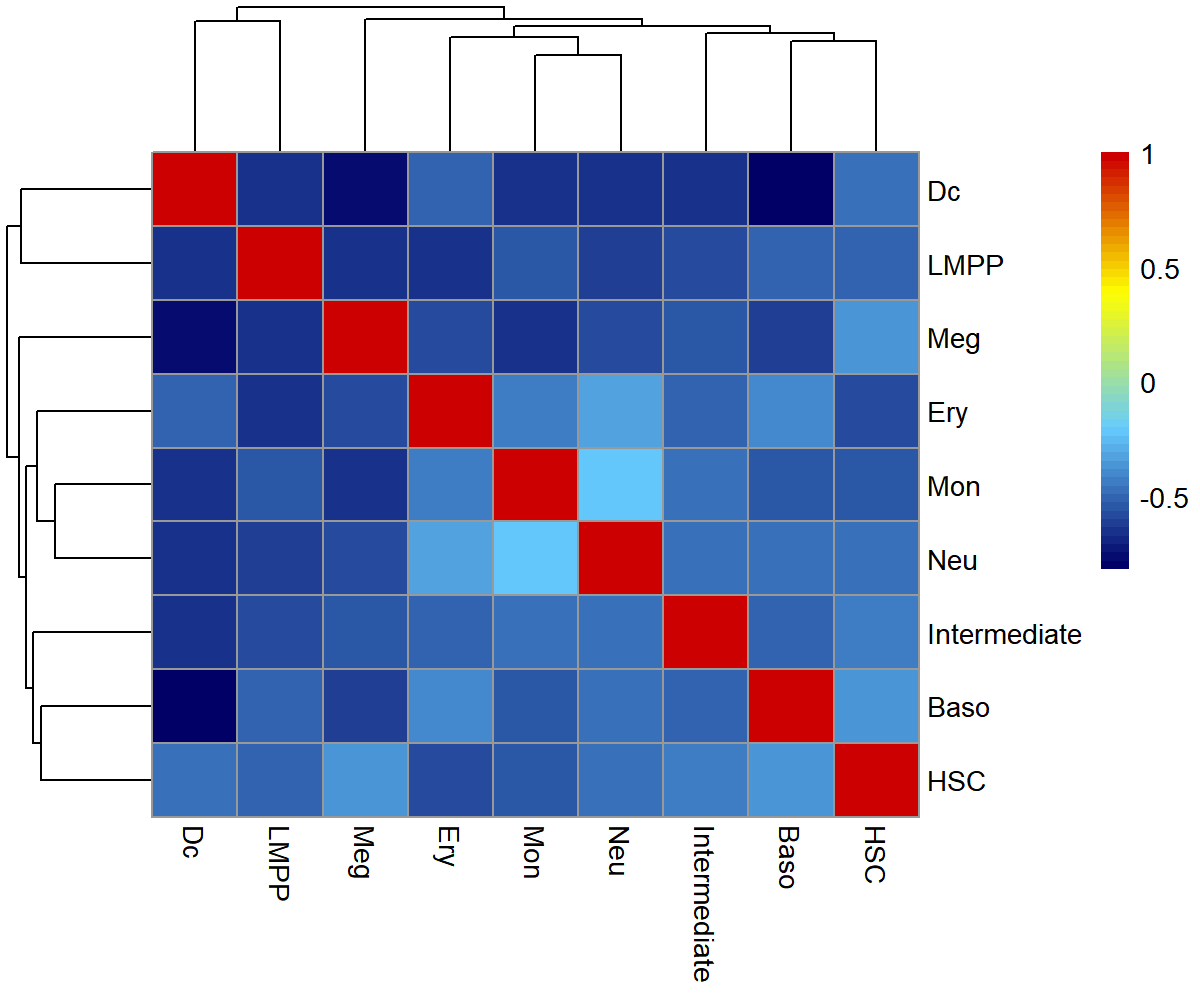 1
Dc
LMPP
0.5
Meg
0
Ery
Mon
-0.5
Neu
Intermediate
Baso
HSC
Dc
LMPP
Meg
Ery
Mon
Neu
Intermediate
Baso
HSC